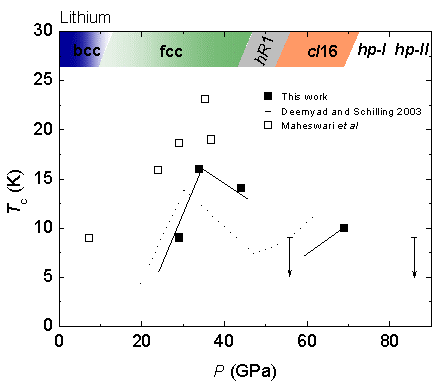 Lithium
bcc fcc hR1 cI16 hp-I hp-II
30
25
20
15
10
5
0
Tc (K)
This work
Deemyad and Schilling 2003
Maheswari et al
0 20 40 60 80
P (GPa)